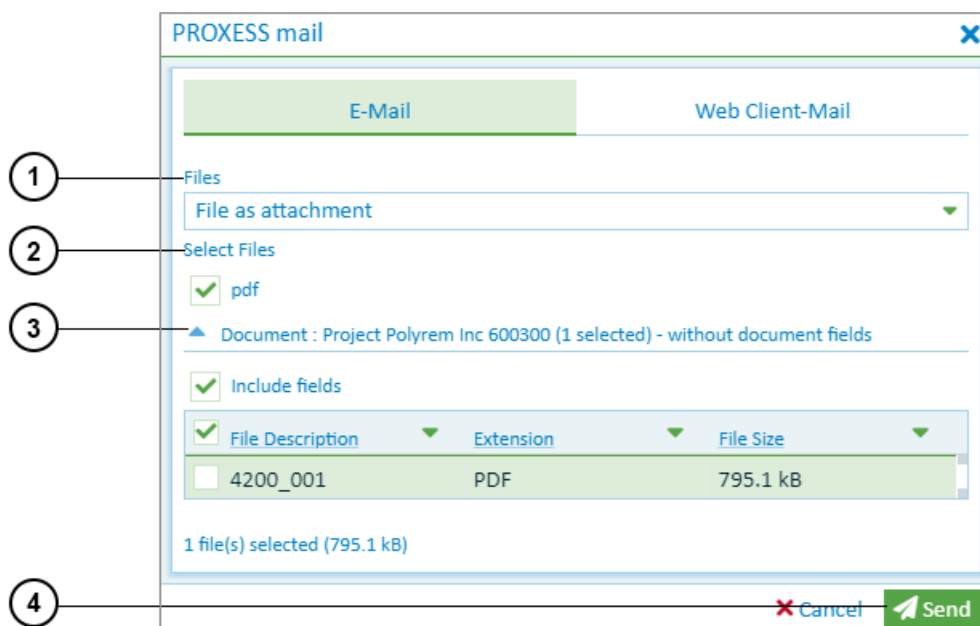 PROXESS mail
E-Mail Web Client-Mail
1 Files
File as attachment
2 Select Files
pdf
3 Document : Project Polyrem Inc 600300 (1 selected) - without document fields
Include fields
File Description Extension File Size
4200_001 PDF 795.1 kB
1 file(s) selected (795.1 kB)
4 Cancel Send